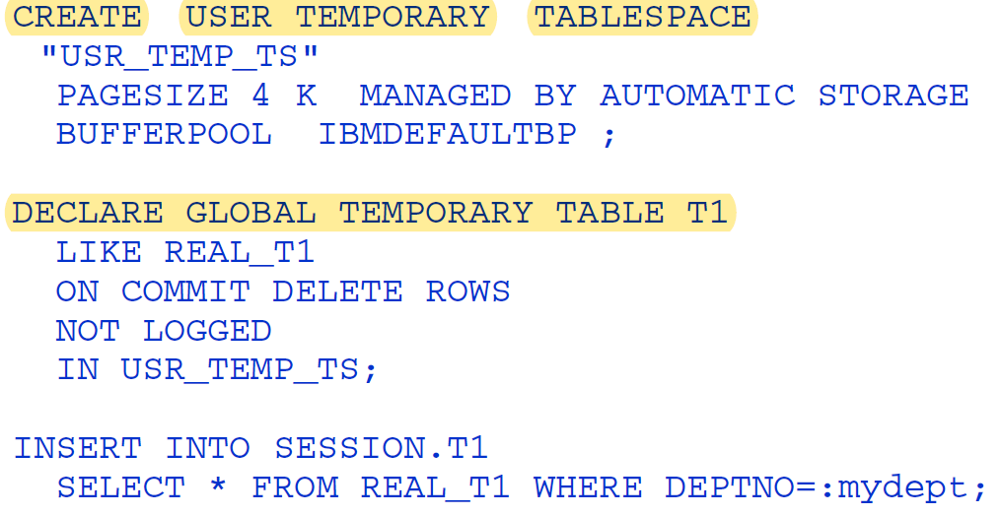 CREATE USER TEMPORARY TABLESPACE
"USR_TEMP_TS"
PAGESIZE 4 K MANAGED BY AUTOMATIC STORAGE
BUFFERPOOL IBMDEFAULTBP ;
DECLARE GLOBAL TEMPORARY TABLE T1
LIKE REAL_T1
ON COMMIT DELETE ROWS
NOT LOGGED
IN USR_TEMP_TS;
INSERT INTO SESSION.T1
SELECT * FROM REAL_T1 WHERE DEPTNO=:mydept;